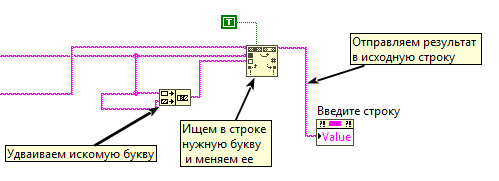 T
Отправляем результат
в исходную строку
Введите строку
Value
Удваиваем искомую букву
Ищем в строке
нужную букву
и меняем ее